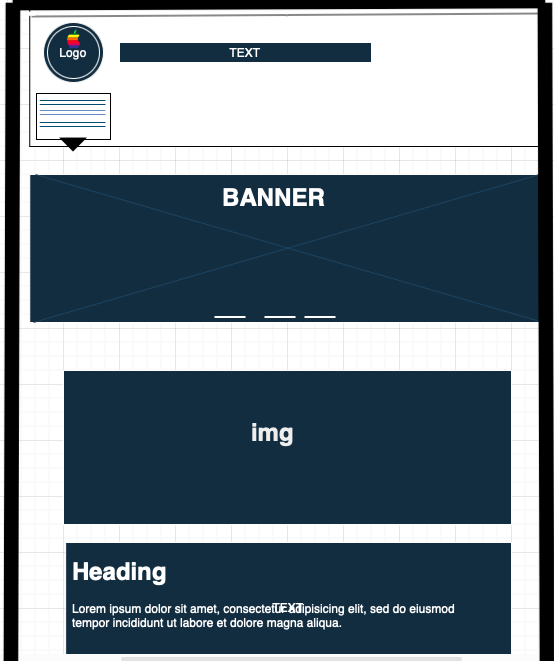 Logo
TEXT
BANNER
img
Heading
TEXT
Lorem ipsum dolor sit amet, consectetur adipisicing elit, sed do eiusmod
tempor incididunt ut labore et dolore magna aliqua.